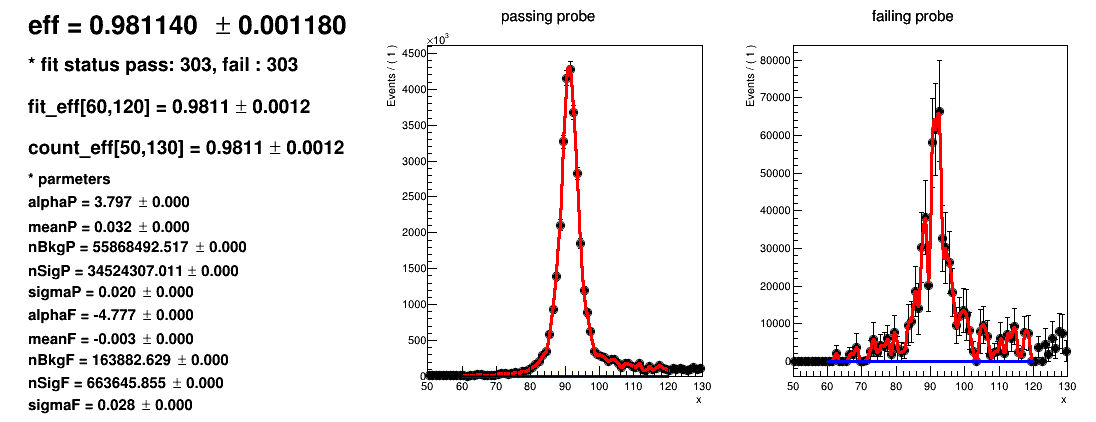 eff = 0.981140 ± 0.001180
* fit status pass: 303, fail : 303
fit_eff[60,120] = 0.9811 ± 0.0012
count_eff[50,130] = 0.9811 ± 0.0012
* parmeters
alphaP = 3.797 ± 0.000
meanP = 0.032 ± 0.000
nBkgP = 55868492.517 ± 0.000
nSigP = 34524307.011 ± 0.000
sigmaP = 0.020 ± 0.000
alphaF = -4.777 ± 0.000
meanF = -0.003 ± 0.000
nBkgF = 163882.629 ± 0.000
nSigF = 663645.855 ± 0.000
sigmaF = 0.028 ± 0.000
passing probe
×10³
Events / ( 1 )
4500
4000
3500
3000
2500
2000
1500
1000
500
0
50 60 70 80 90 100 110 120 130
x
failing probe
Events / ( 1 )
80000
70000
60000
50000
40000
30000
20000
10000
0
50 60 70 80 90 100 110 120 130
x